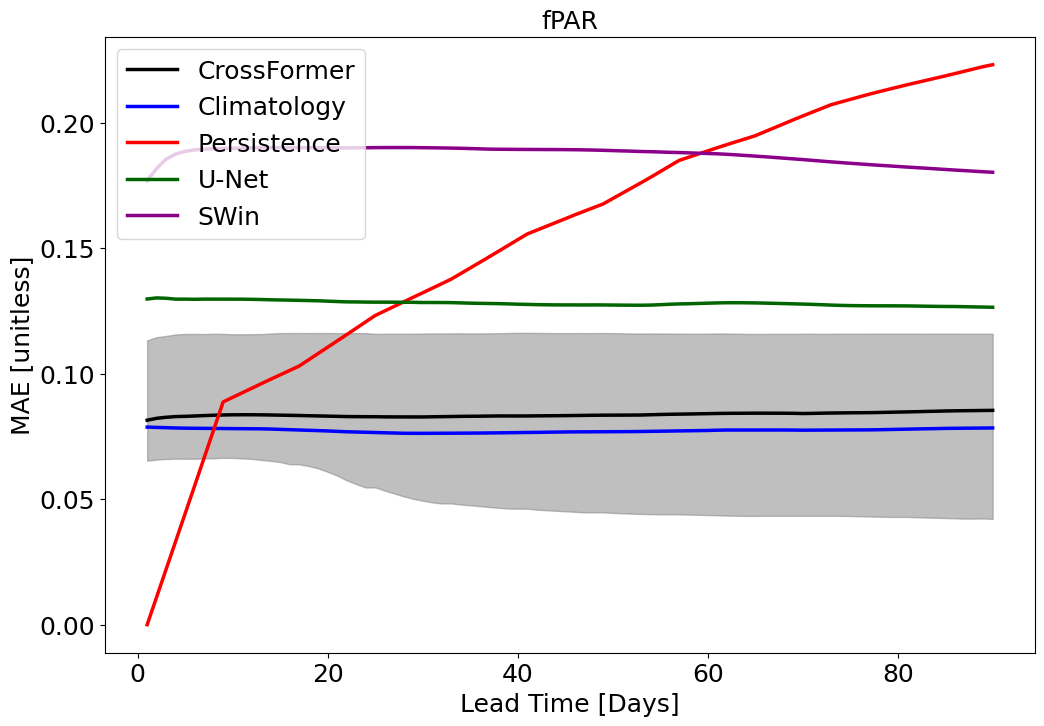 fPAR
CrossFormer
Climatology
Persistence
U-Net
SWin
MAE [unitless]
0.20
0.15
0.10
0.05
0.00
0 20 40 60 80
Lead Time [Days]